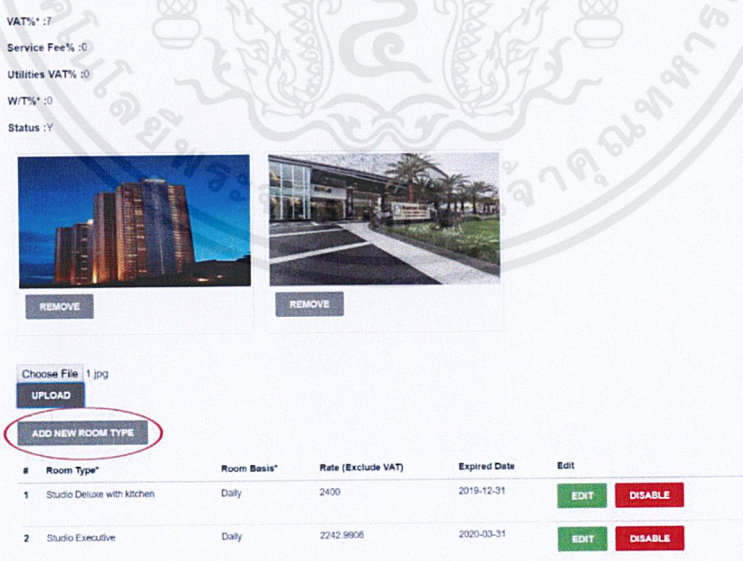 VAT%* :7
Service Fee% :0
Utilities VAT% :0
W/T%* :0
Status :Y
REMOVE REMOVE
Choose File 1.jpg
UPLOAD
ADD NEW ROOM TYPE
# Room Type* Room Basis* Rate (Exclude VAT) Expired Date Edit
1 Studio Deluxe with kitchen Daily 2400 2019-12-31 EDIT DISABLE
2 Studio Executive Daily 2242.9906 2020-03-31 EDIT DISABLE